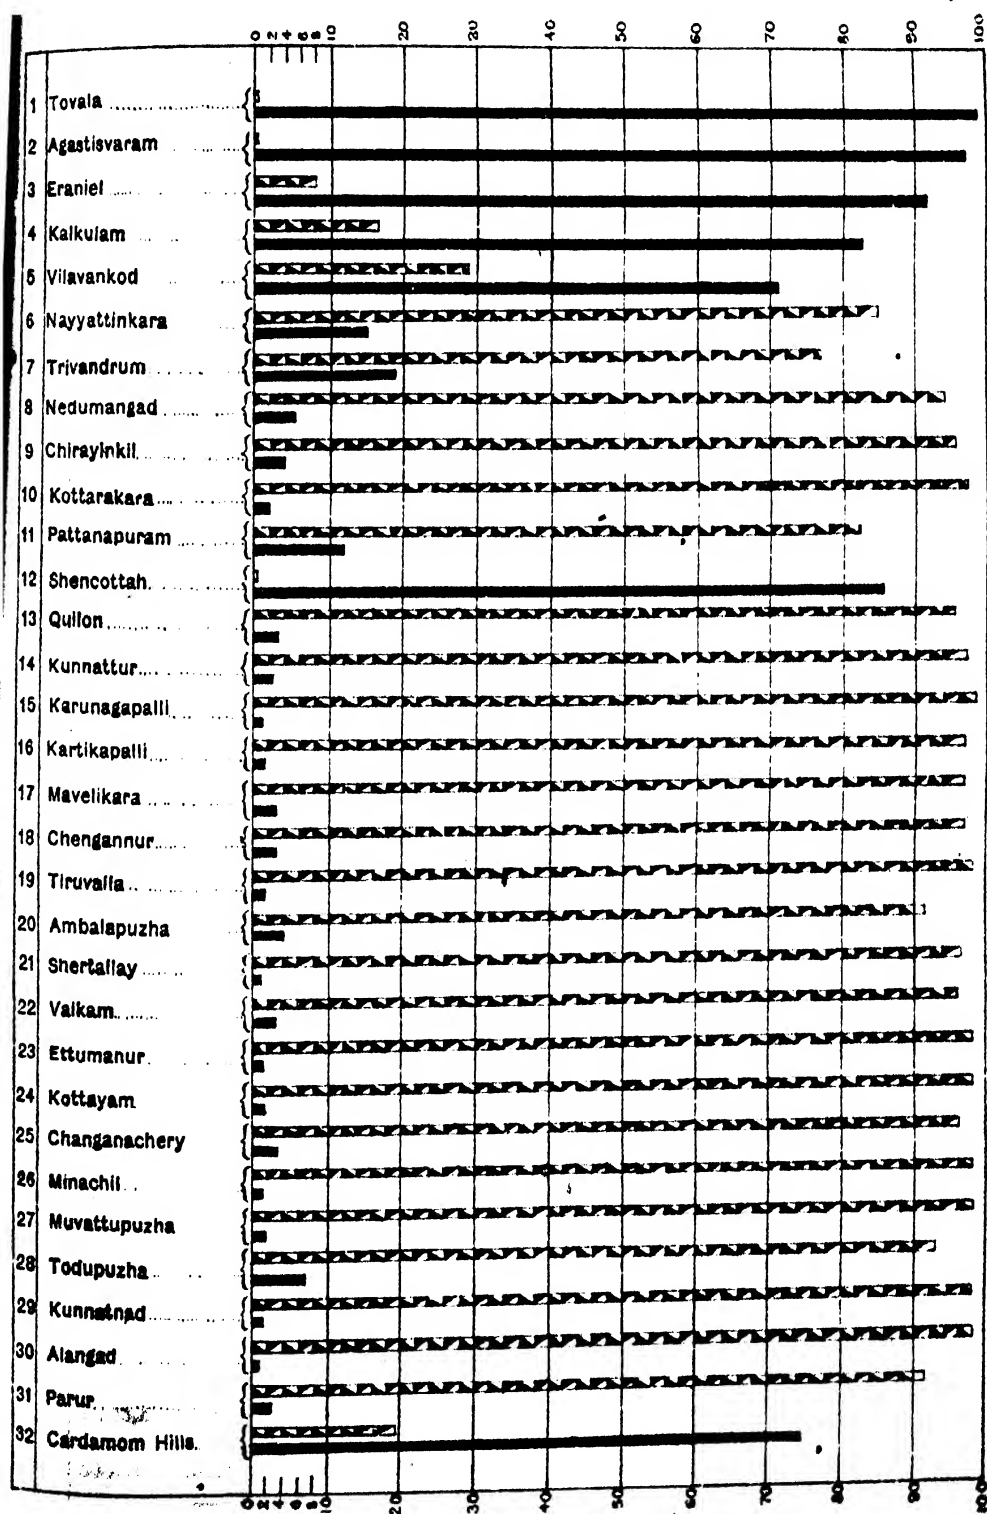 0 2 4 6 8 10 20 30 40 50 60 70 80 90 100
1 Tovala
2 Agastisvaram
3 Eraniel
4 Kalkulam
5 Vilavankod
6 Nayyattinkara
7 Trivandrum
8 Nedumangad
9 Chirayinkil
10 Kottarakara
11 Pattanapuram
12 Shencottah
13 Quilon
14 Kunnattur
15 Karunagapalli
16 Kartikapalli
17 Mavelikara
18 Chengannur
19 Tiruvalla
20 Ambalapuzha
21 Shertallay
22 Vaikam
23 Ettumanur
24 Kottayam
25 Changanachery
26 Minachil
27 Muvattupuzha
28 Todupuzha
29 Kunnatnad
30 Alangad
31 Parur
32 Cardamom Hills.
0 2 4 6 8 10 20 30 40 50 60 70 80 90 100